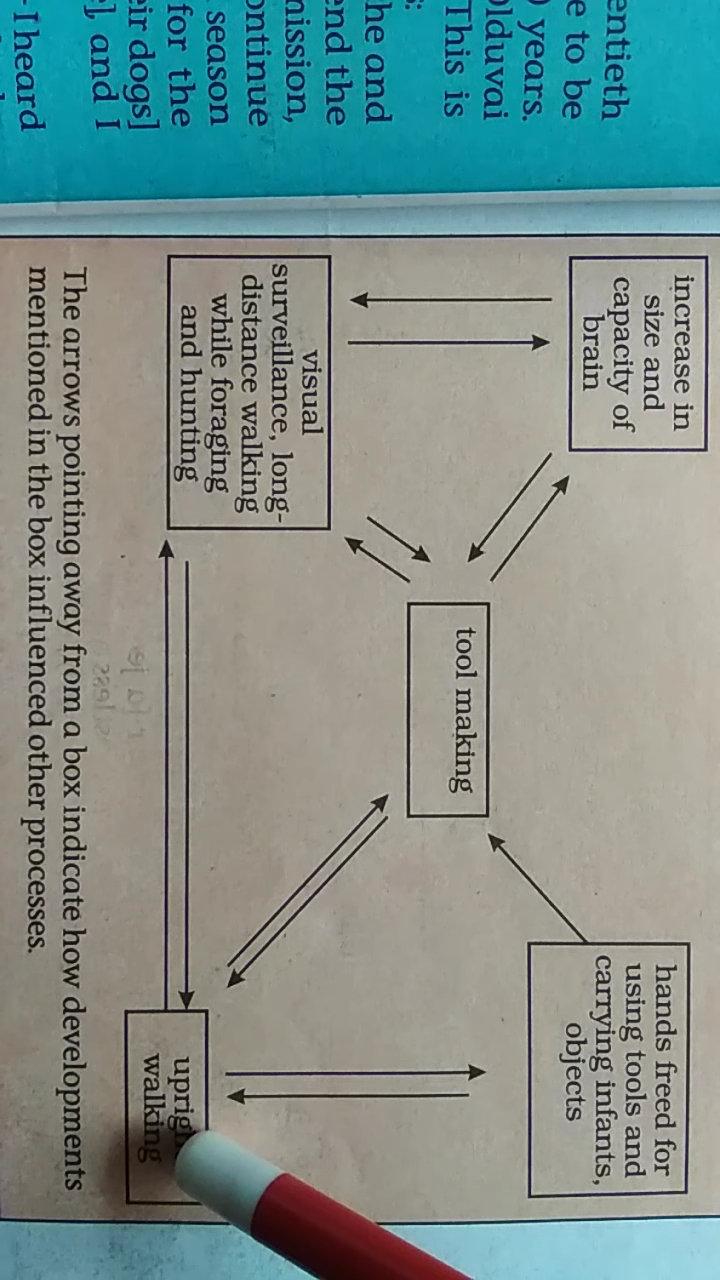 entieth
e to be
) years.
olduvai
This is
s:
he and
end the
nission,
ontinue
season
for the
eir dogs]
e], and I
-I heard
increase in
size and
capacity of
brain
hands freed for
using tools and
carrying infants,
objects
tool making
visual
surveillance, long-
distance walking
while foraging
and hunting
uprigh
walking
The arrows pointing away from a box indicate how developments
mentioned in the box influenced other processes.